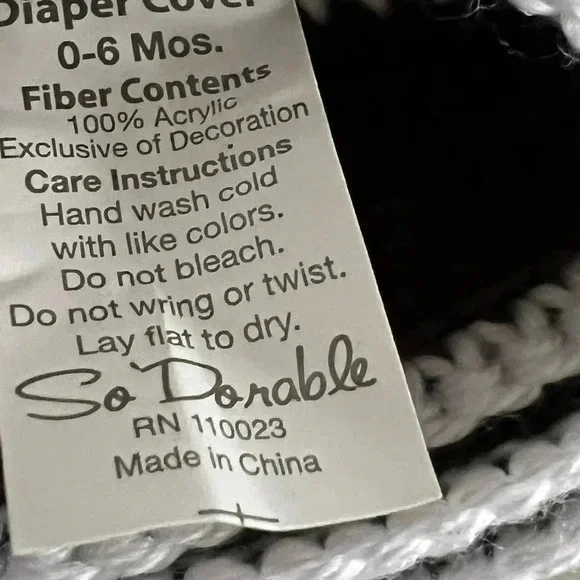 Diaper Cover
0-6 Mos.
Fiber Contents
100% Acrylic
Exclusive of Decoration
Care Instructions
Hand wash cold
with like colors.
Do not bleach.
Do not wring or twist.
Lay flat to dry.
So'Dorable
RN 110023
Made in China